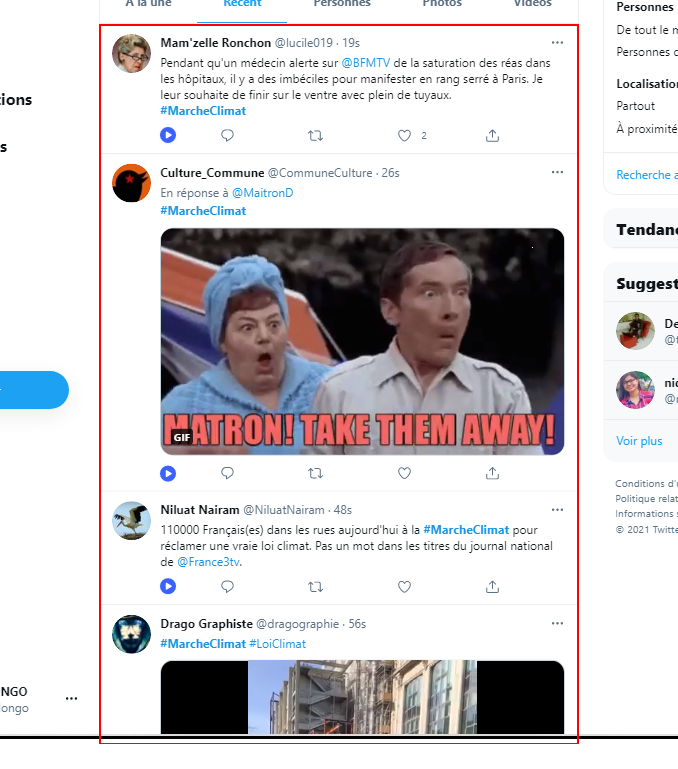 À la une Récent Personnes Photos Vidéos
Mam'zelle Ronchon @lucile019 · 19s
Pendant qu'un médecin alerte sur @BFMTV de la saturation des réas dans
les hôpitaux, il y a des imbéciles pour manifester en rang serré à Paris. Je
leur souhaite de finir sur le ventre avec plein de tuyaux.
#MarcheClimat
2
Culture_Commune @CommuneCulture · 26s
En réponse à @MaitronD
#MarcheClimat
MATRON! TAKE THEM AWAY!
GIF
Niluat Nairam @NiluatNairam · 48s
110000 Français(es) dans les rues aujourd'hui à la #MarcheClimat pour
réclamer une vraie loi climat. Pas un mot dans les titres du journal national
de @France3tv.
Drago Graphiste @dragographie · 56s
#MarcheClimat #LoiClimat
tions
s
NGO
longo
Personnes
De tout le m
Personnes
Localisation
Partout
À proximité
Recherche a
Tendan
Suggest
De
nic
Voir plus
Conditions d'u
Politique relat
Informations s
© 2021 Twitte